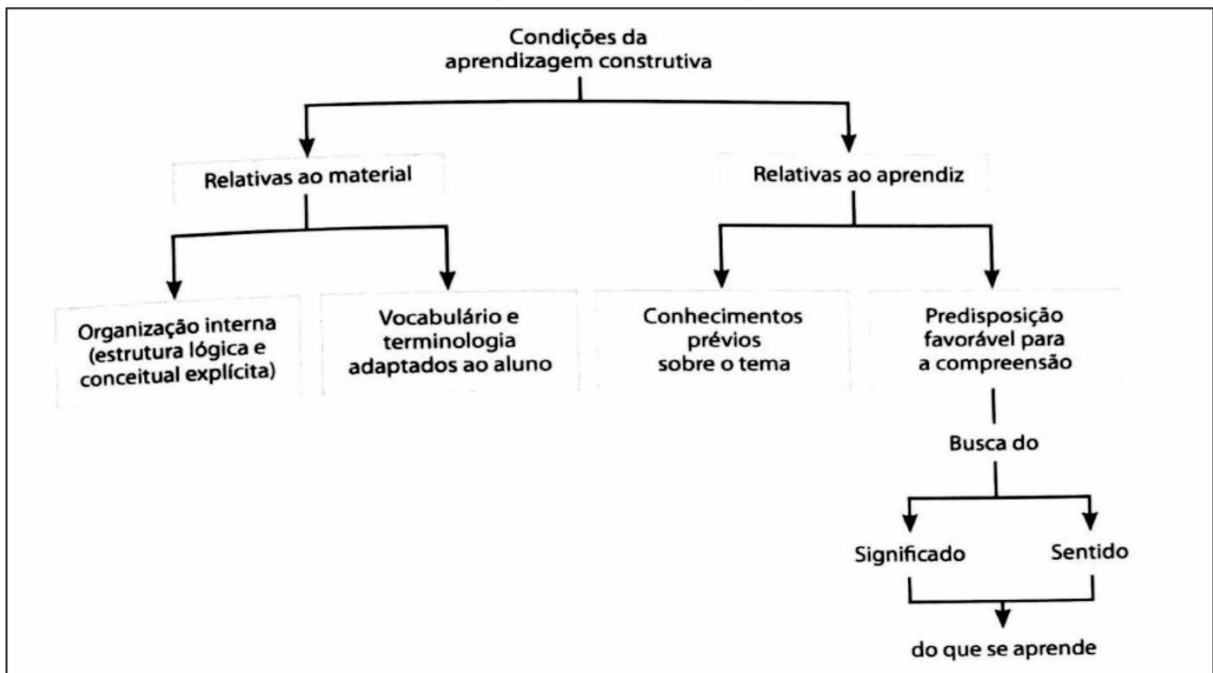 Condições da
aprendizagem construtiva
Relativas ao material
Relativas ao aprendiz
Organização interna
(estrutura lógica e
conceitual explícita)
Vocabulário e
terminologia
adaptados ao aluno
Conhecimentos
prévios
sobre o tema
Predisposição
favorável para
a compreensão
Busca do
Significado
Sentido
do que se aprende